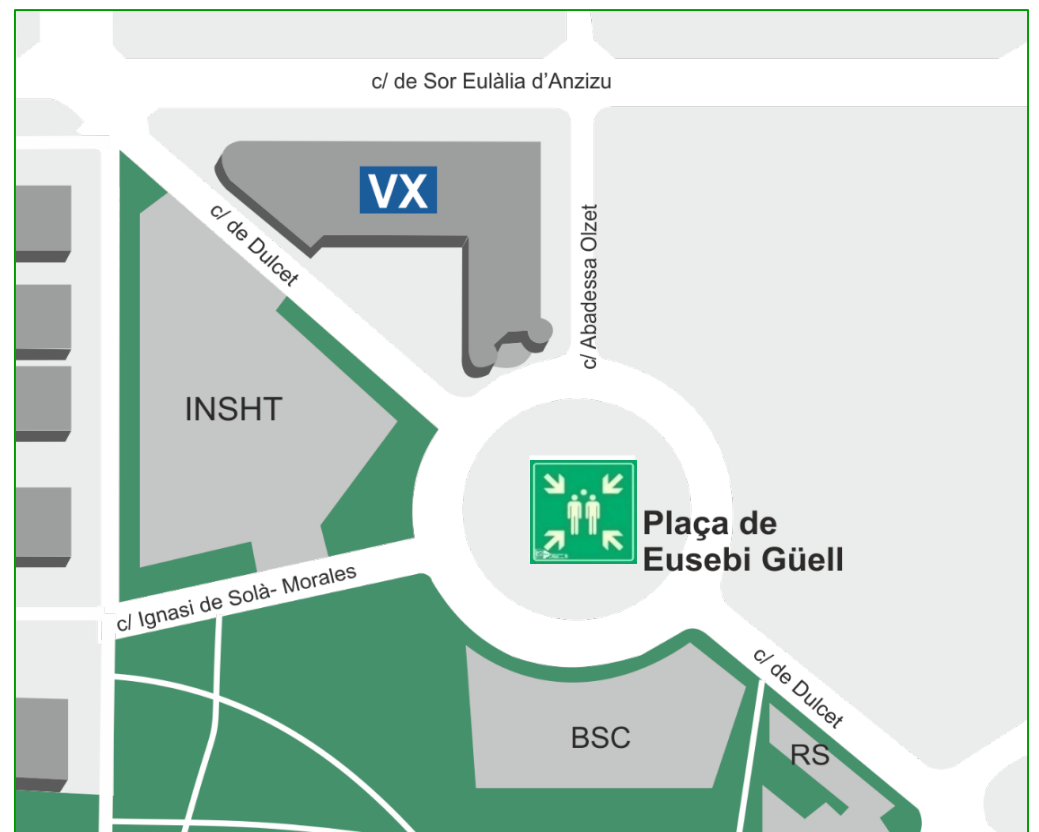 c/ de Sor Eulàlia d'Anzizu
VX
c/ de Dulcet
c/ Abadessa Olzet
INSHT
Plaça de
Eusebi Güell
c/ Ignasi de Solà- Morales
c/ de Dulcet
BSC
RS